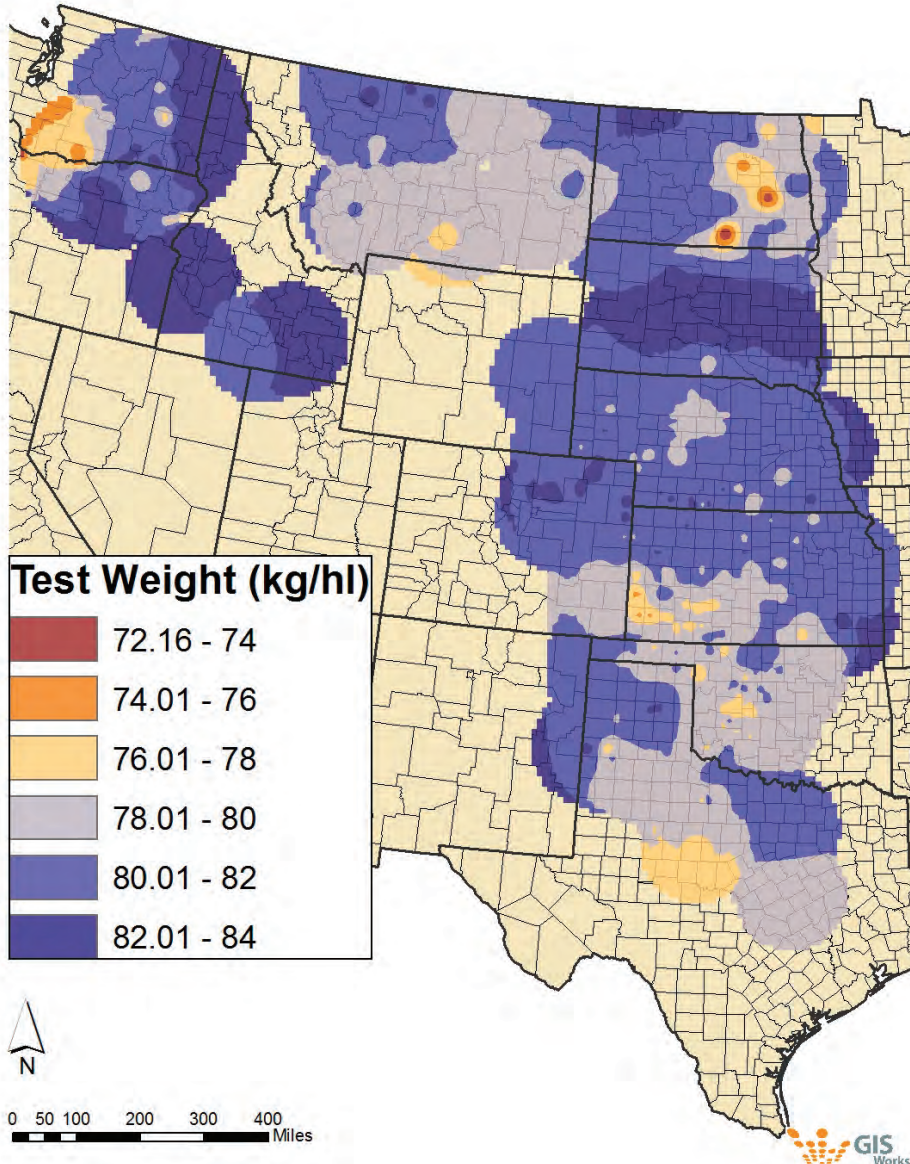 Test Weight (kg/hl)
72.16 - 74
74.01 - 76
76.01 - 78
78.01 - 80
80.01 - 82
82.01 - 84
N
0 50 100 200 300 400
Miles
GIS
Works